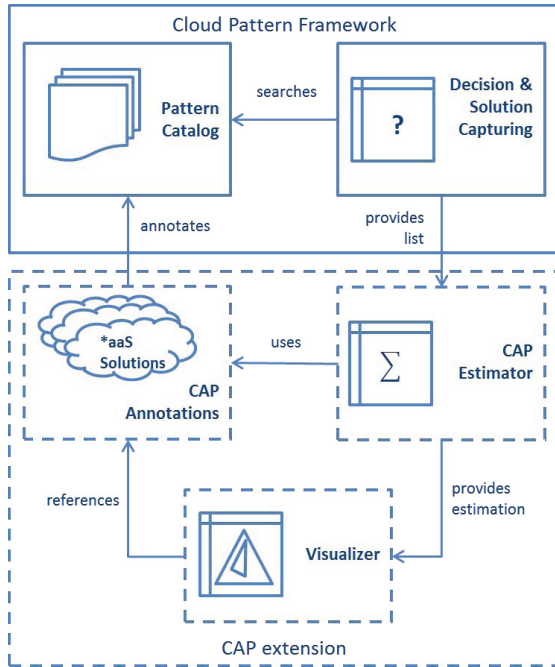 Cloud Pattern Framework
Pattern
Catalog
searches
?
Decision &
Solution
Capturing
annotates
provides
list
*aaS
Solutions
CAP
Annotations
uses
∑
CAP
Estimator
references
provides
estimation
Visualizer
CAP extension